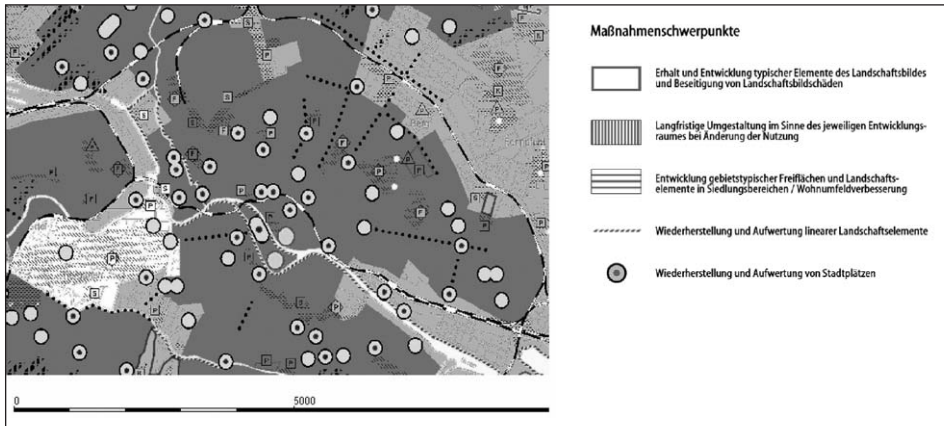 Maßnahmenschwerpunkte
Erhalt und Entwicklung typischer Elemente des Landschaftsbildes
und Beseitigung von Landschaftsbildschäden
Langfristige Umgestaltung im Sinne des jeweiligen Entwicklungs-
raumes bei Änderung der Nutzung
Entwicklung gebietstypischer Freiflächen und Landschafts-
elemente in Siedlungsbereichen / Wohnumfeldverbesserung
Wiederherstellung und Aufwertung linearer Landschaftselemente
Wiederherstellung und Aufwertung von Stadtplätzen
0 5000